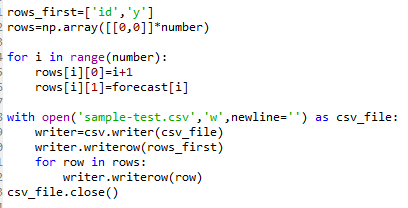 rows_first=['id','y']
rows=np.array([[0,0]]*number)
for i in range(number):
    rows[i][0]=i+1
    rows[i][1]=forecast[i]
with open('sample-test.csv','w',newline='') as csv_file:
    writer=csv.writer(csv_file)
    writer.writerow(rows_first)
    for row in rows:
        writer.writerow(row)
csv_file.close()